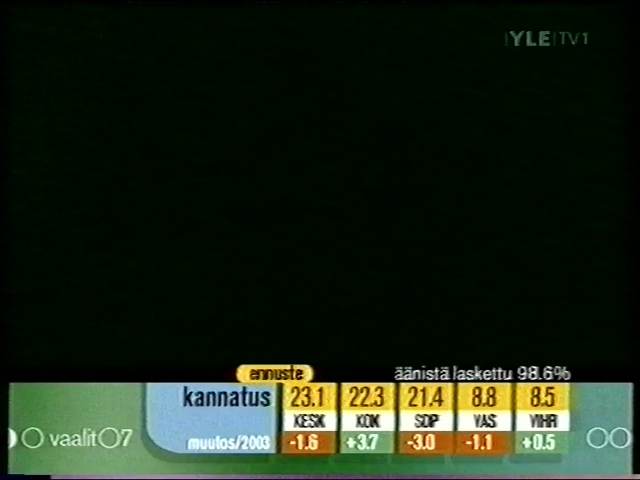 YLE TV1
ennuste
äänistä laskettu 98.6%
kannatus 23.1 22.3 21.4 8.8 8.5
KESK KOK SDP VAS VIHR
vaalit07 muutos/2003 -1.6 +3.7 -3.0 -1.1 +0.5